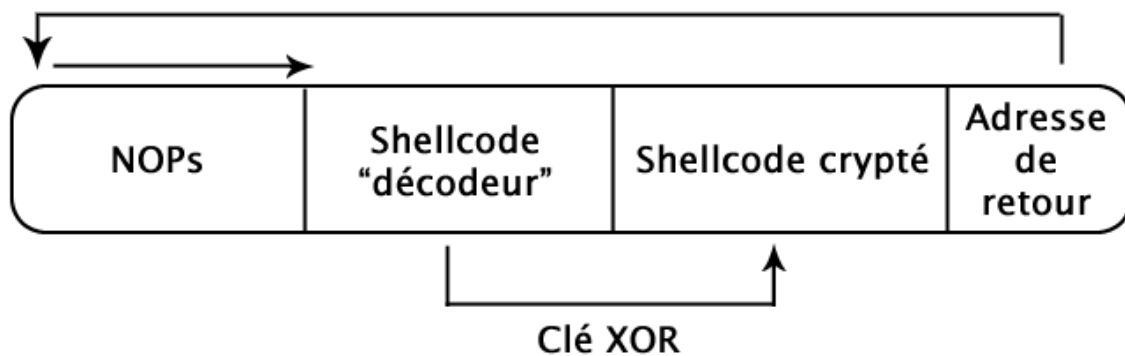 NOPs
Shellcode
“décodeur”
Shellcode crypté
Adresse
de
retour
Clé XOR